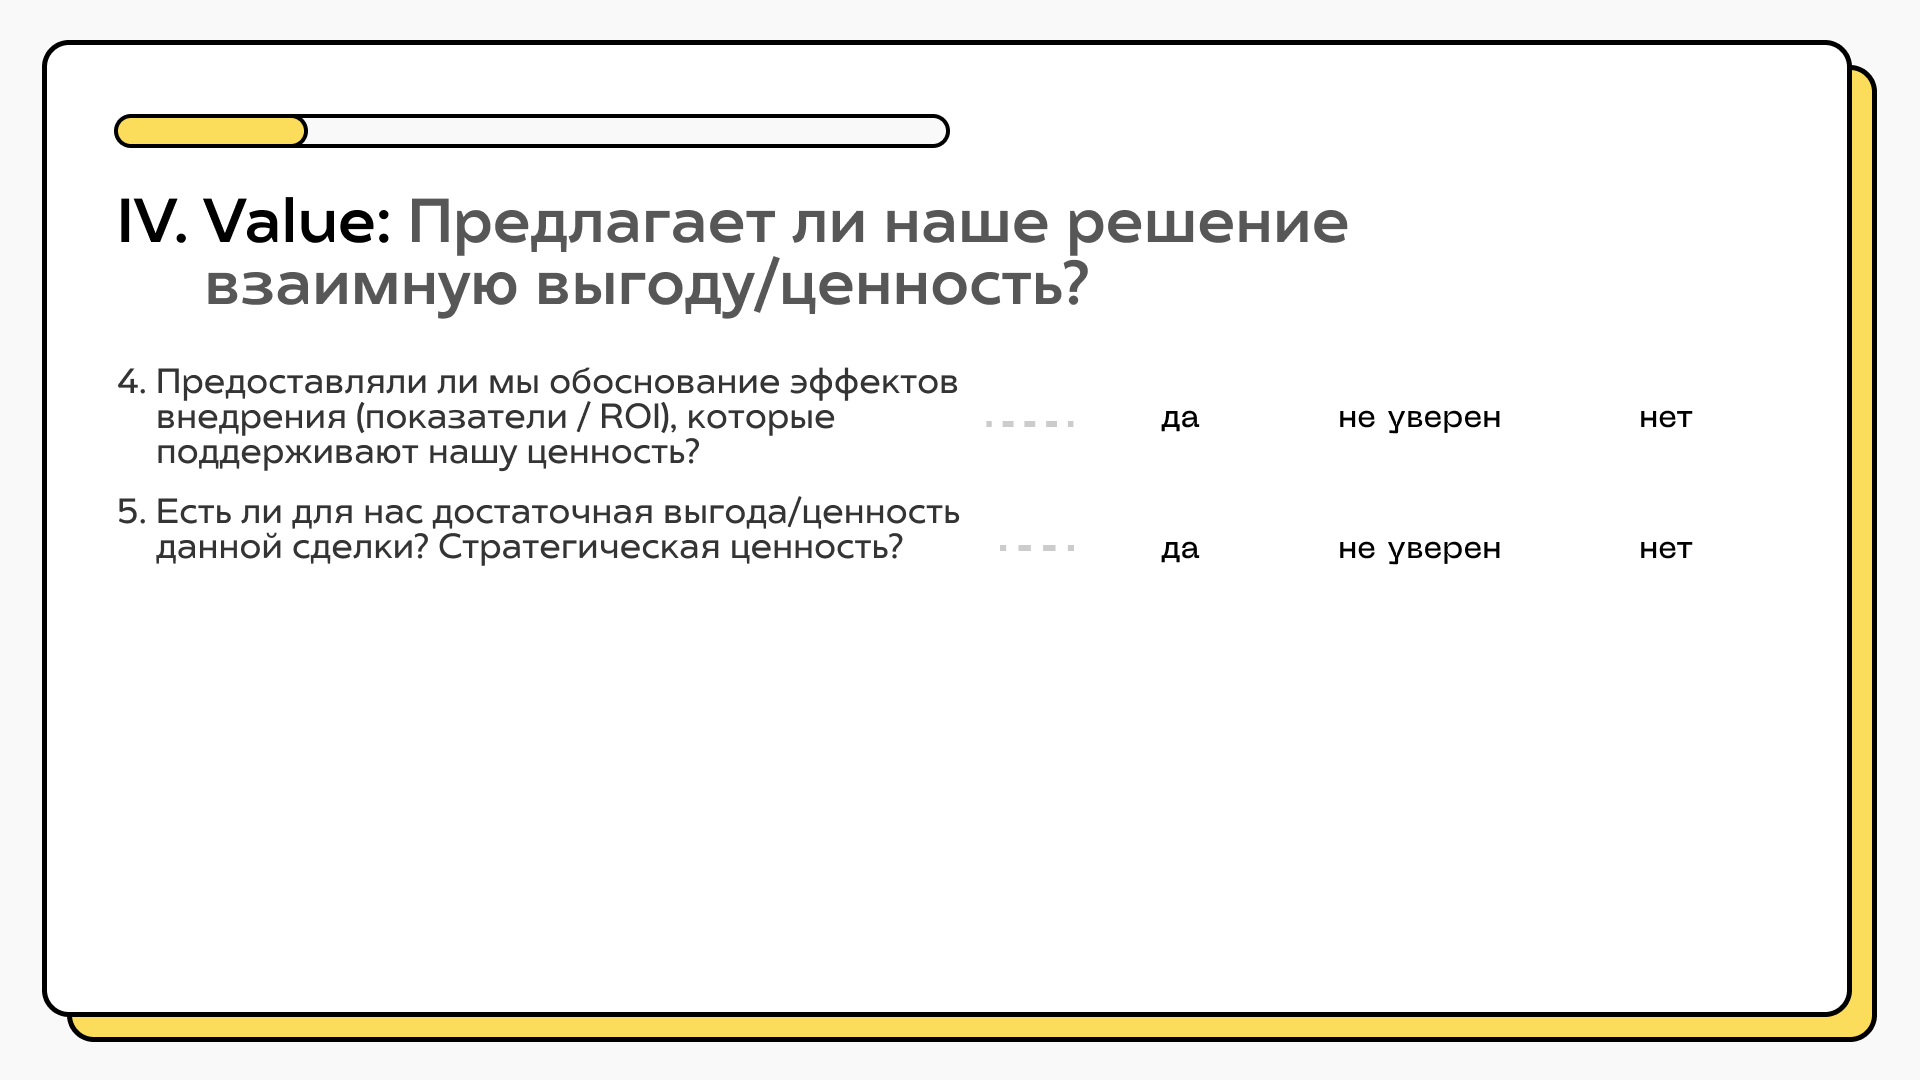 IV. Value: Предлагает ли наше решение
взаимную выгоду/ценность?
4. Предоставляли ли мы обоснование эффектов
внедрения (показатели / ROI), которые
поддерживают нашу ценность?
да не уверен нет
5. Есть ли для нас достаточная выгода/ценность
данной сделки? Стратегическая ценность?
да не уверен нет